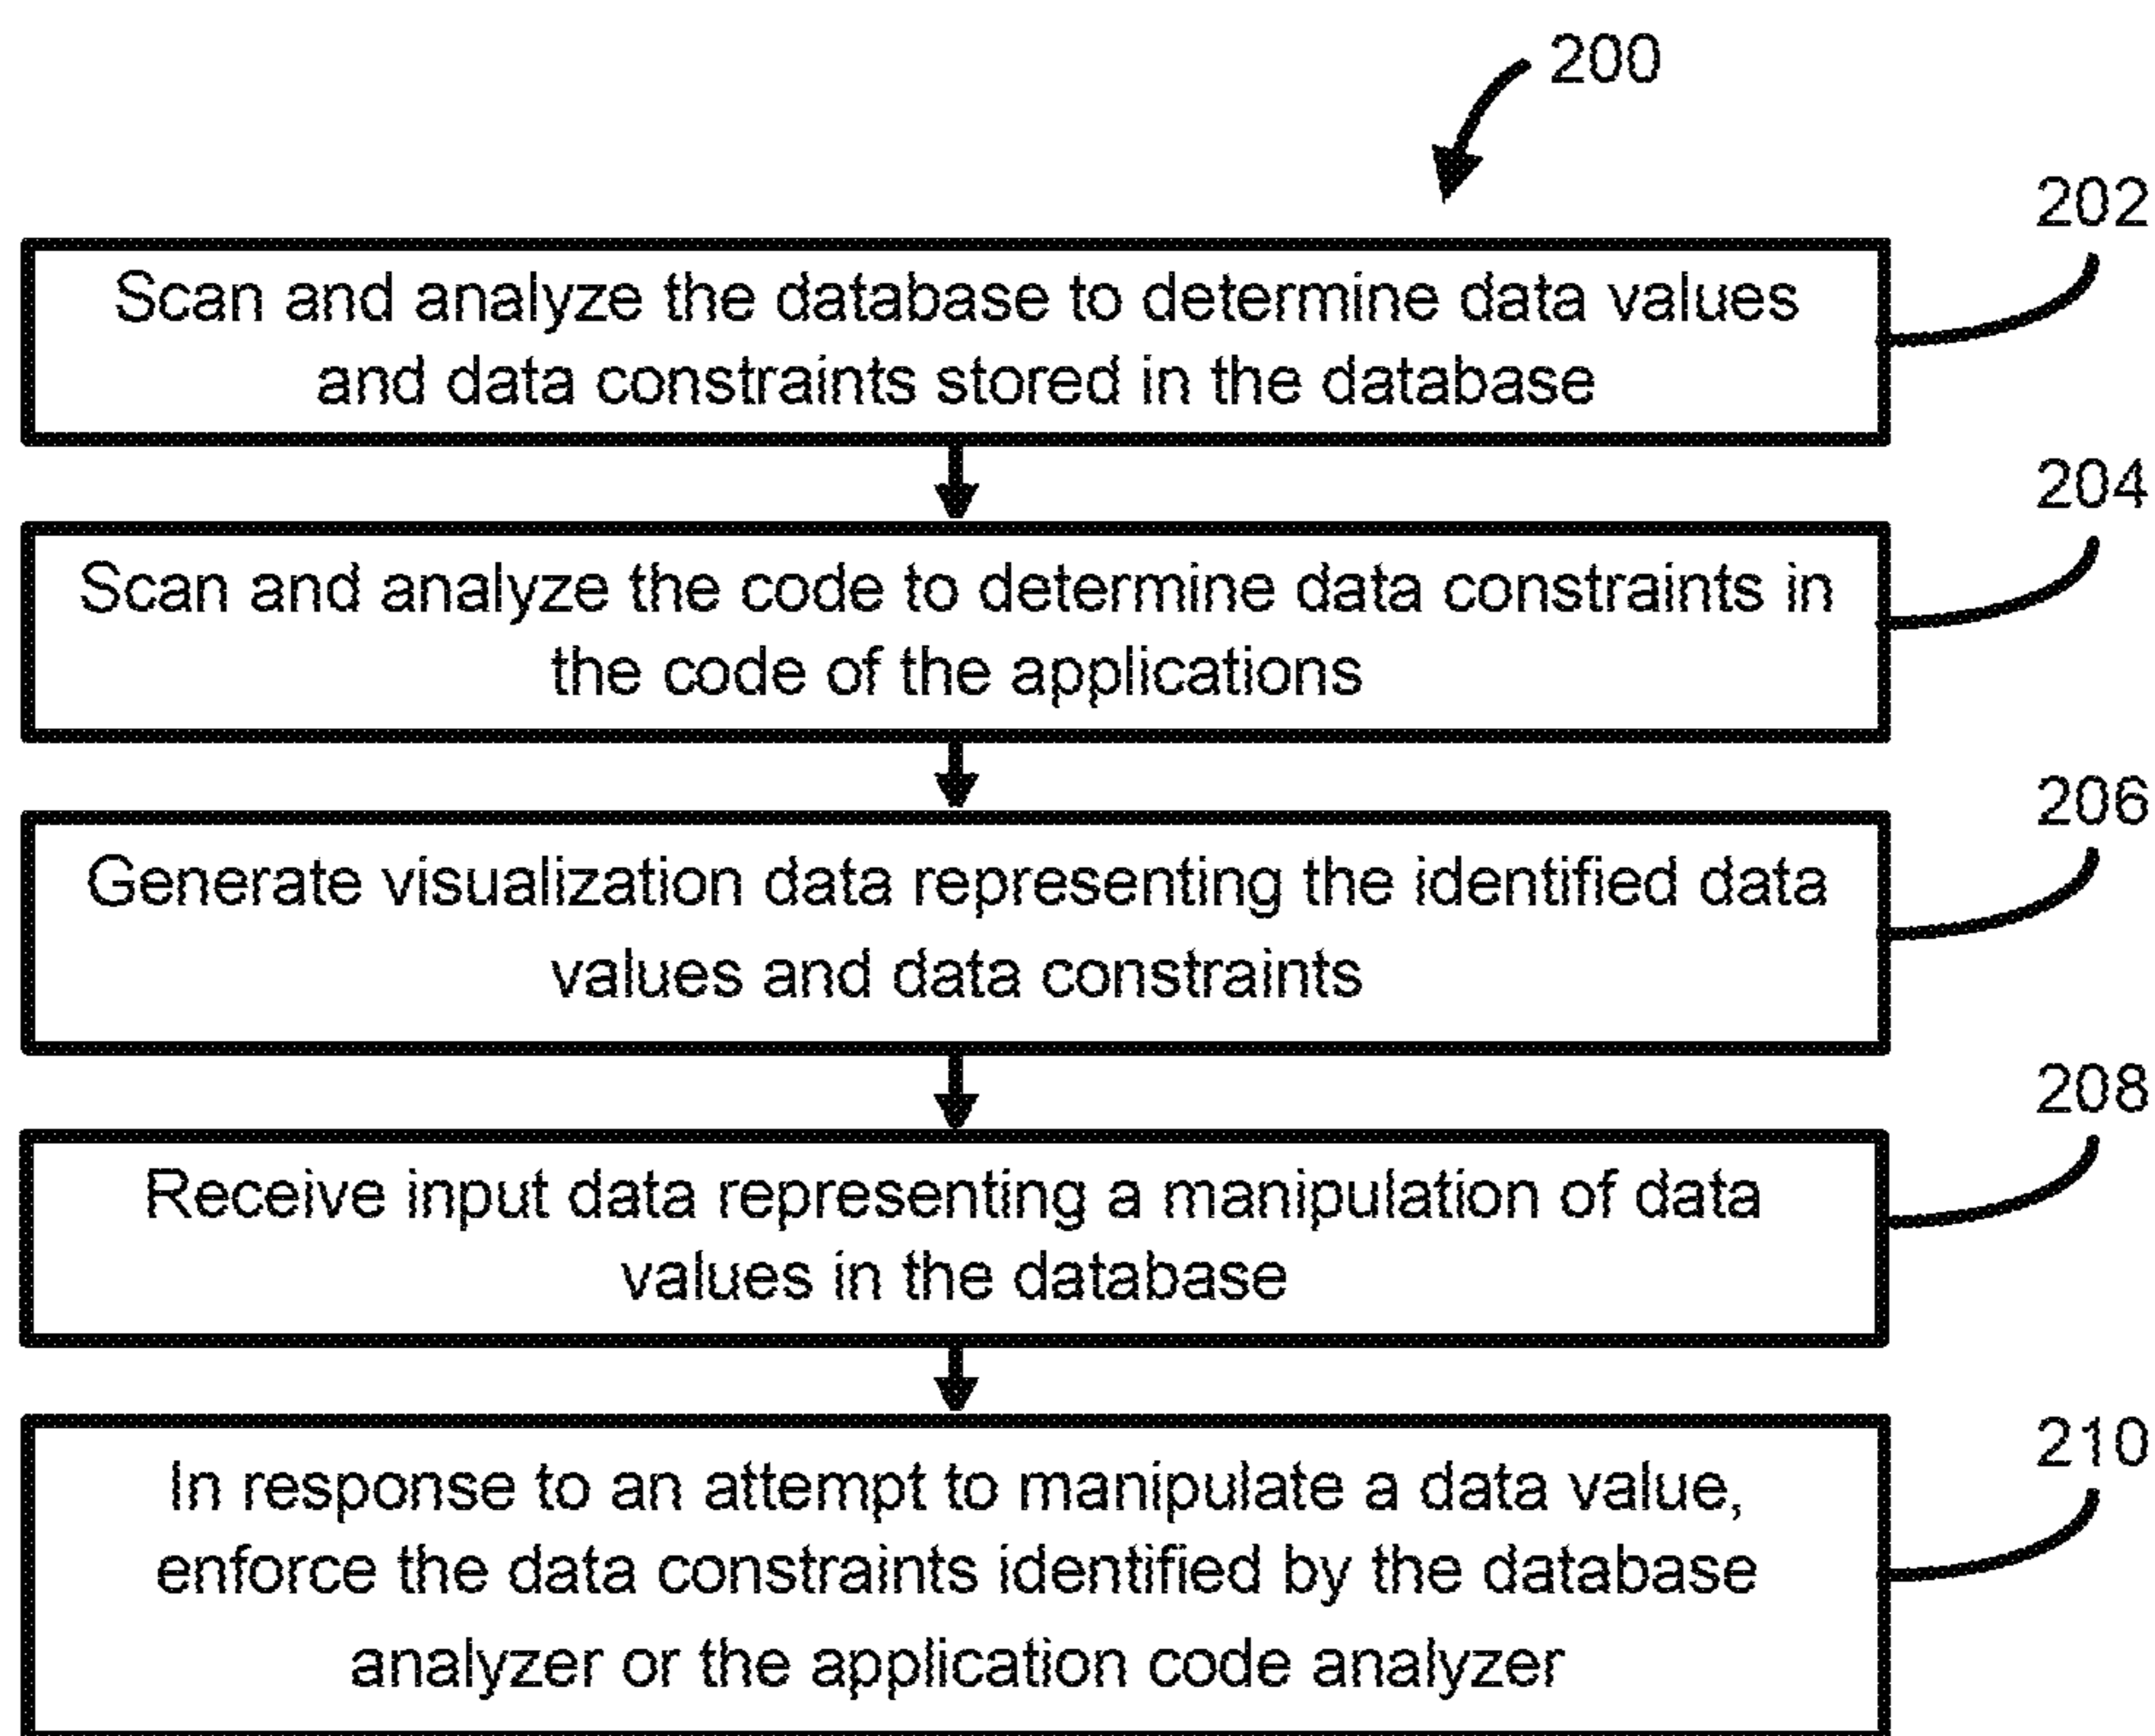 200
202
Scan and analyze the database to determine data values
and data constraints stored in the database
204
Scan and analyze the code to determine data constraints in
the code of the applications
206
Generate visualization data representing the identified data
values and data constraints
208
Receive input data representing a manipulation of data
values in the database
210
In response to an attempt to manipulate a data value,
enforce the data constraints identified by the database
analyzer or the application code analyzer